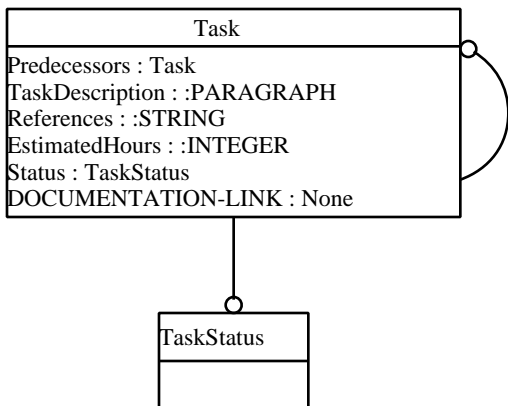 Task
Predecessors : Task
TaskDescription : :PARAGRAPH
References : :STRING
EstimatedHours : :INTEGER
Status : TaskStatus
DOCUMENTATION-LINK : None
TaskStatus